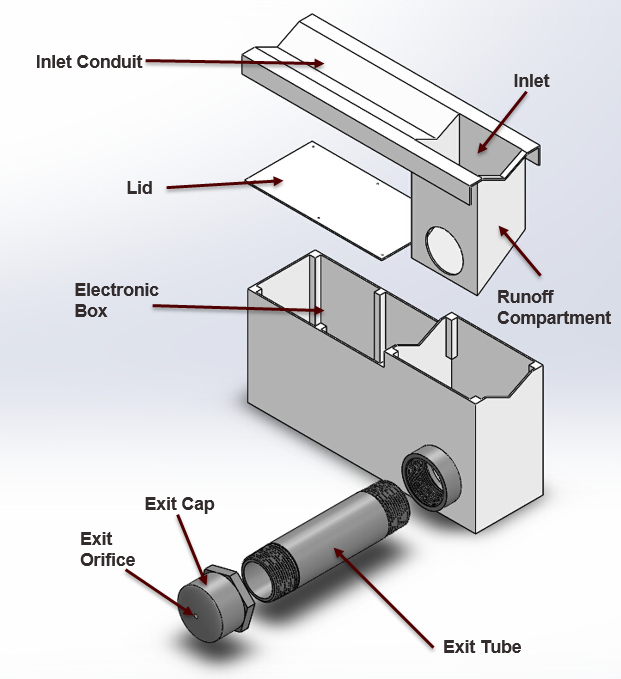 Inlet Conduit
Inlet
Lid
Electronic
Box
Runoff
Compartment
Exit Cap
Exit
Orifice
Exit Tube